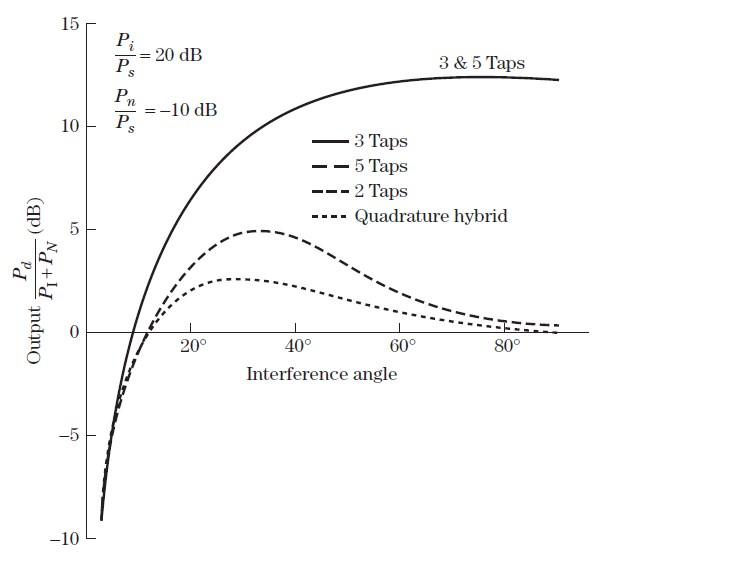 15
P_i/P_s = 20 dB
P_n/P_s = –10 dB
3 & 5 Taps
10
3 Taps
5 Taps
2 Taps
Quadrature hybrid
Output P_d/(P_I + P_N) (dB)
5
0
20° 40° 60° 80°
Interference angle
–5
–10